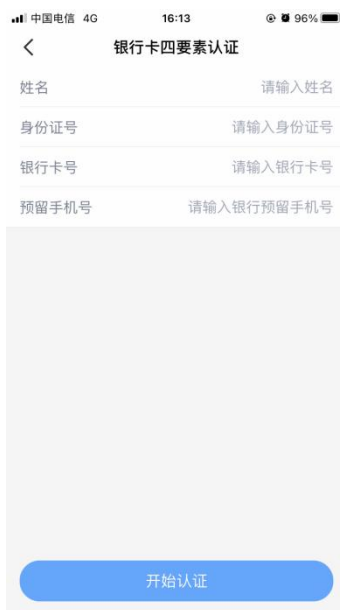 中国电信 4G 16:13 96%
银行卡四要素认证
姓名 请输入姓名
身份证号 请输入身份证号
银行卡号 请输入银行卡号
预留手机号 请输入银行预留手机号
开始认证